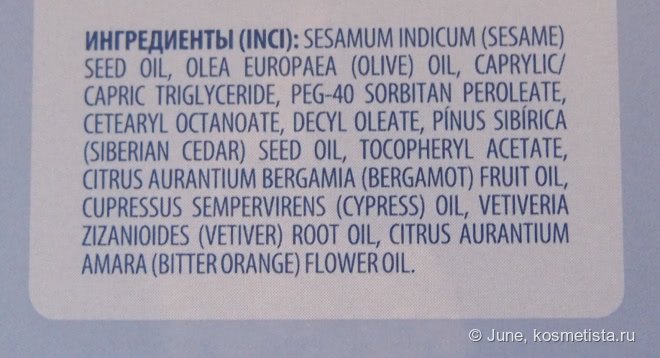 ИНГРЕДИЕНТЫ (INCI): SESAMUM INDICUM (SESAME)
SEED OIL, OLEA EUROPAEA (OLIVE) OIL, CAPRYLIC/
CAPRIC TRIGLYCERIDE, PEG-40 SORBITAN PEROLEATE,
CETEARYL OCTANOATE, DECYL OLEATE, PÍNUS SIBÍRICA
(SIBERIAN CEDAR) SEED OIL, TOCOPHERYL ACETATE,
CITRUS AURANTIUM BERGAMIA (BERGAMOT) FRUIT OIL,
CUPRESSUS SEMPERVIRENS (CYPRESS) OIL, VETIVERIA
ZIZANIOIDES (VETIVER) ROOT OIL, CITRUS AURANTIUM
AMARA (BITTER ORANGE) FLOWER OIL.
© June, kosmetista.ru